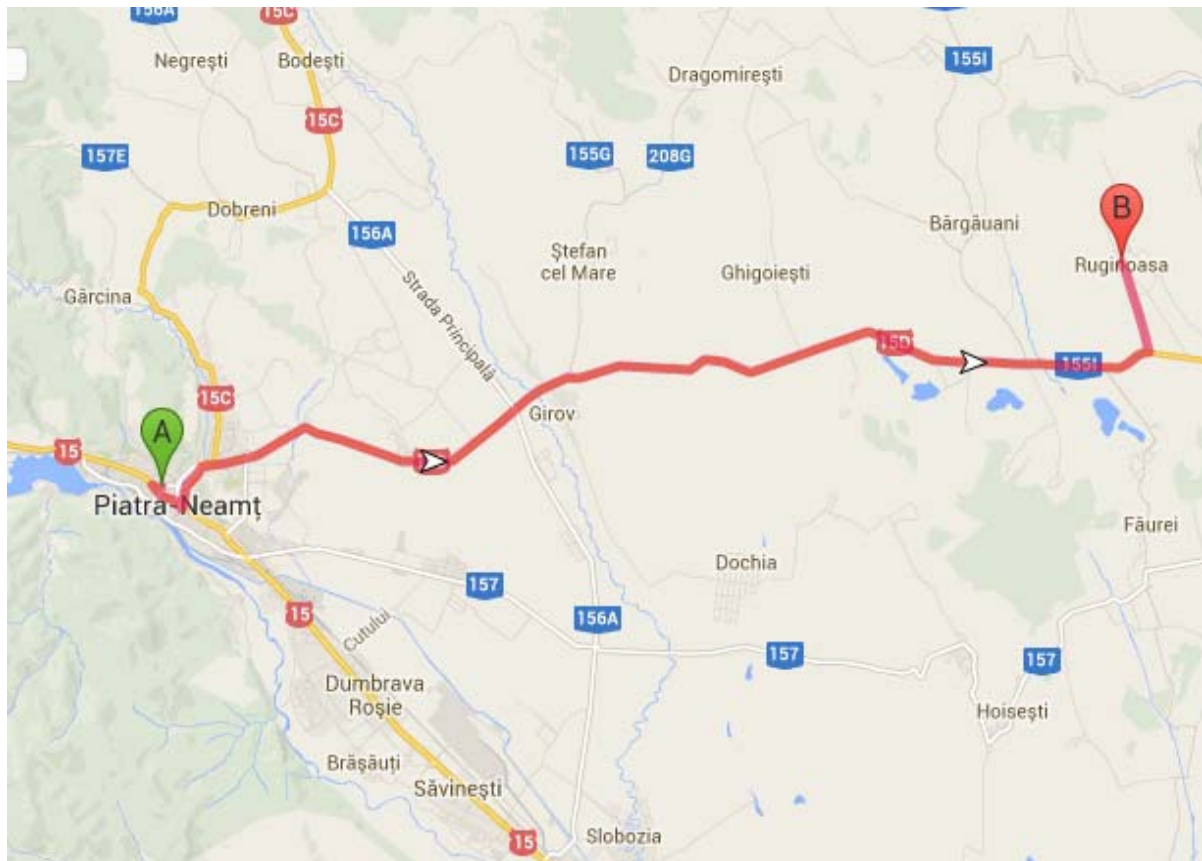 156A
15C
Negrești
Bodești
155I
Dragomirești
15C
157E
155G
208G
Dobreni
156A
Bârgăuani
B
Ștefan
cel Mare
Ghigoiești
Ruginoasa
Gârcina
Strada Principală
15D
155I
15C
Girov
A
15
Piatra-Neamț
Făurei
157
Dochia
15
Cutului
156A
157
157
Dumbrava
Roșie
Hoisești
Brășăuți
Săvinești
15
Slobozia